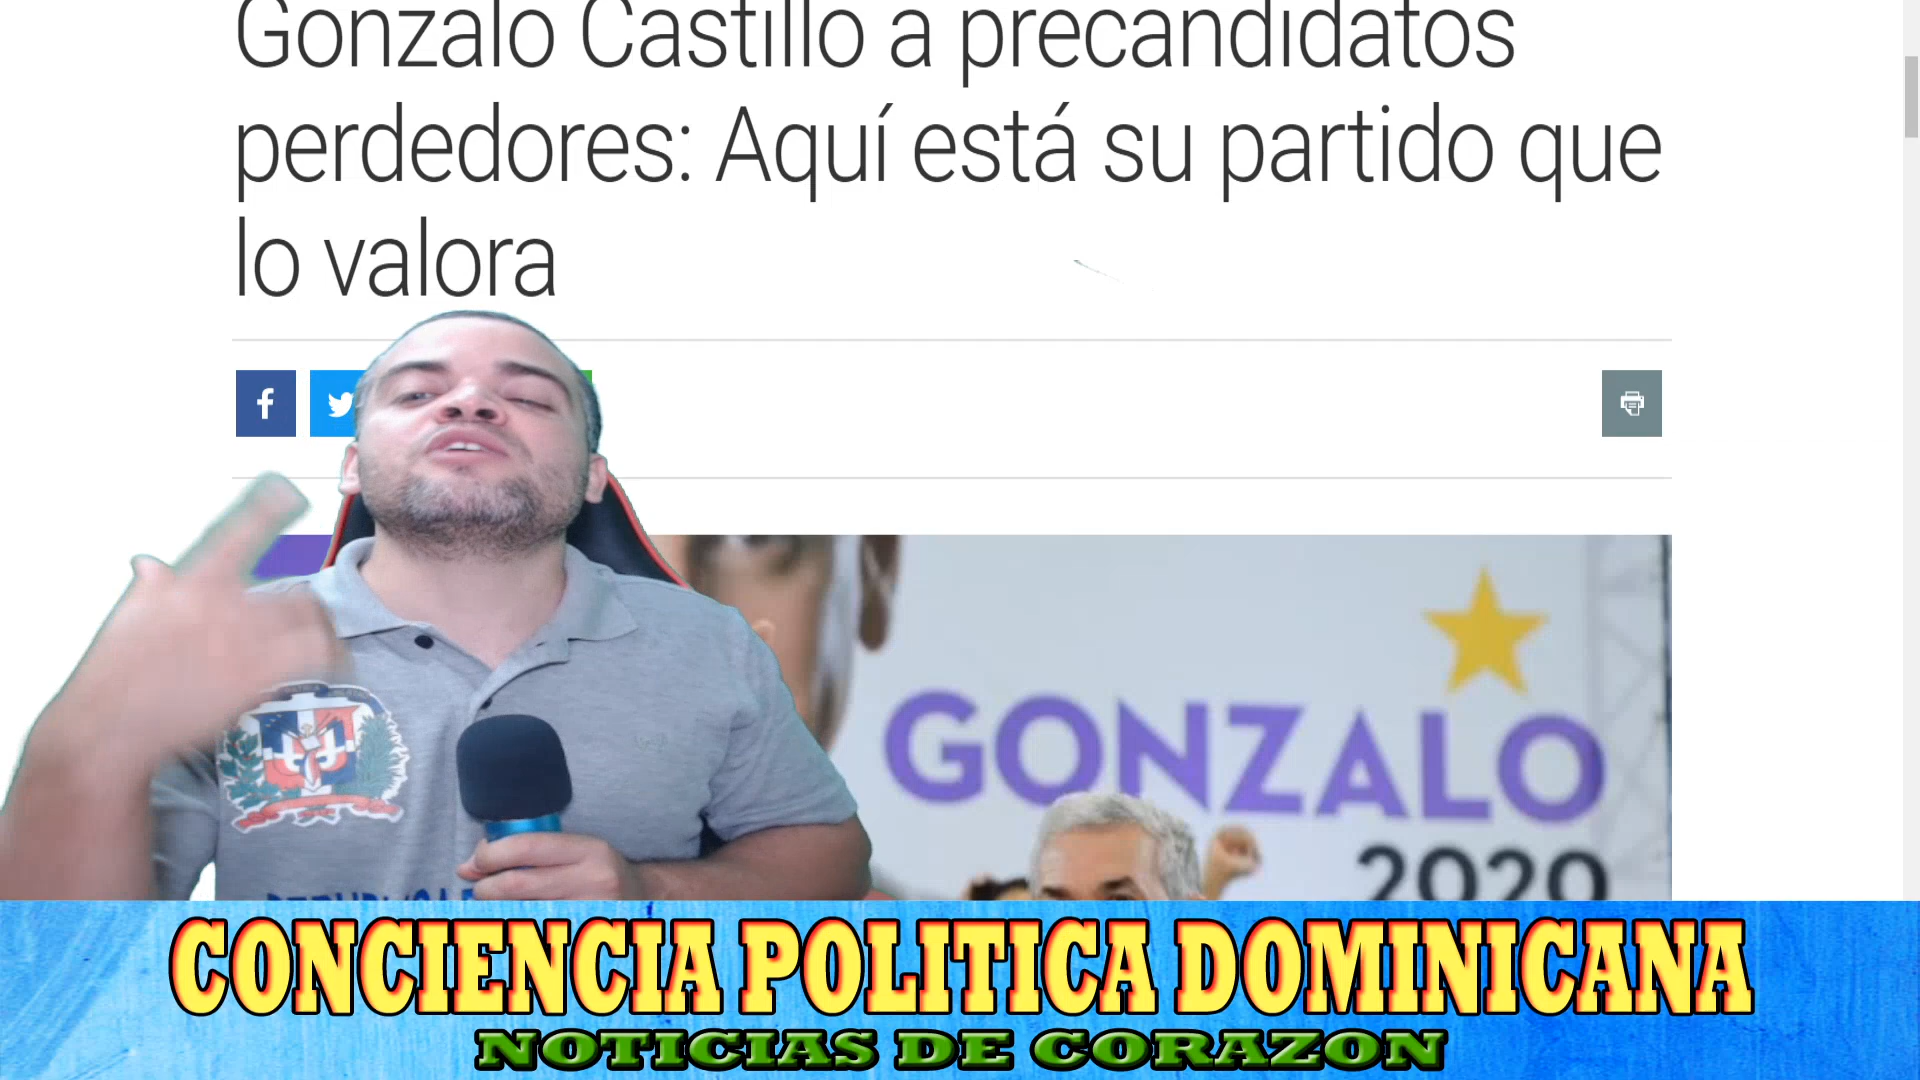 Gonzalo Castillo a precandidatos
perdedores: Aquí está su partido que
lo valora
GONZALO
2020
CONCIENCIA POLITICA DOMINICANA
NOTICIAS DE CORAZON